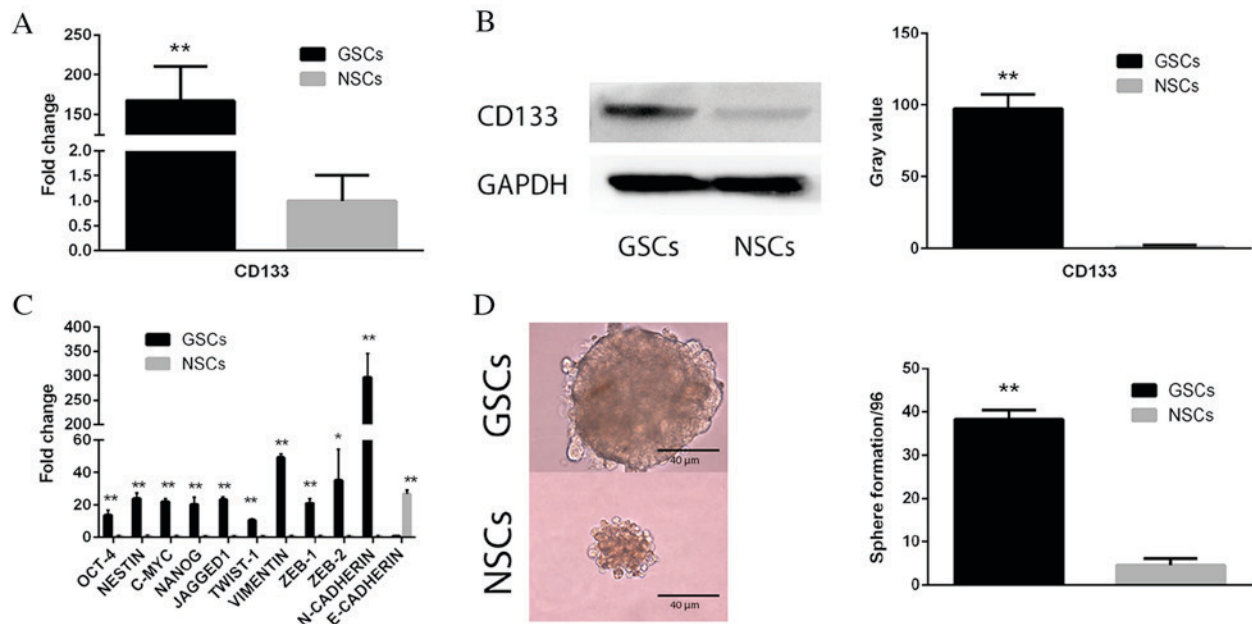 A
Fold change
250
200
150
2.0
1.5
1.0
0.5
0.0
**
GSCs
NSCs
CD133
B
CD133
GAPDH
GSCs NSCs
Gray value
150
100
50
0
**
GSCs
NSCs
CD133
C
Fold change
400
350
300
250
200
60
40
20
0
GSCs
NSCs
** ** ** ** ** ** ** ** * ** **
OCT-4
NESTIN
C-MYC
NANOG
JAGGED1
TWIST-1
VIMENTIN
ZEB-1
ZEB-2
N-CADHERIN
E-CADHERIN
D
GSCs
40 μm
NSCs
40 μm
Sphere formation/96
50
40
30
20
10
0
**
GSCs
NSCs